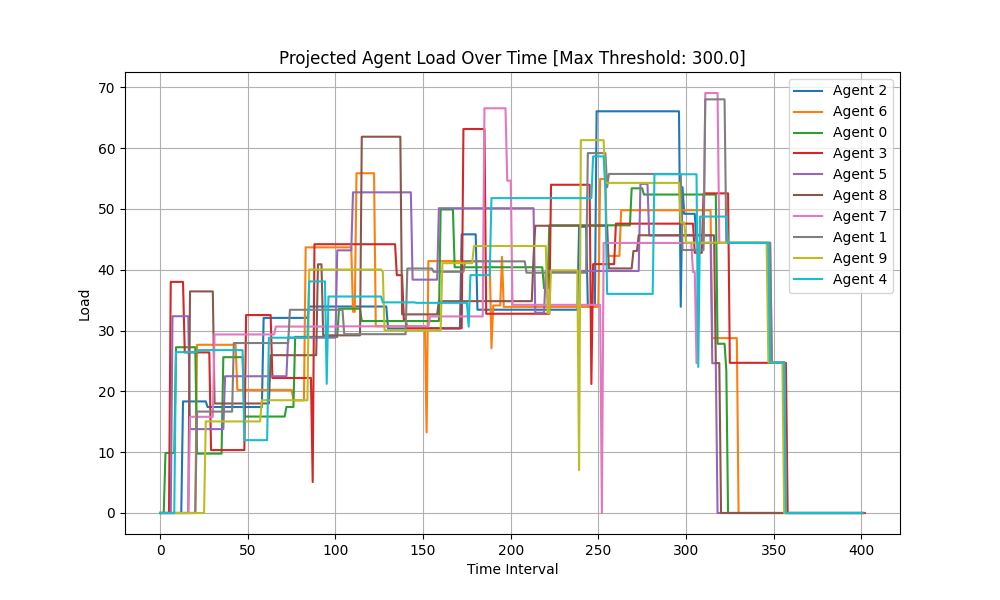 Projected Agent Load Over Time [Max Threshold: 300.0]
70
60
50
40
30
20
10
0
Load
0 50 100 150 200 250 300 350 400
Time Interval
Agent 2
Agent 6
Agent 0
Agent 3
Agent 5
Agent 8
Agent 7
Agent 1
Agent 9
Agent 4